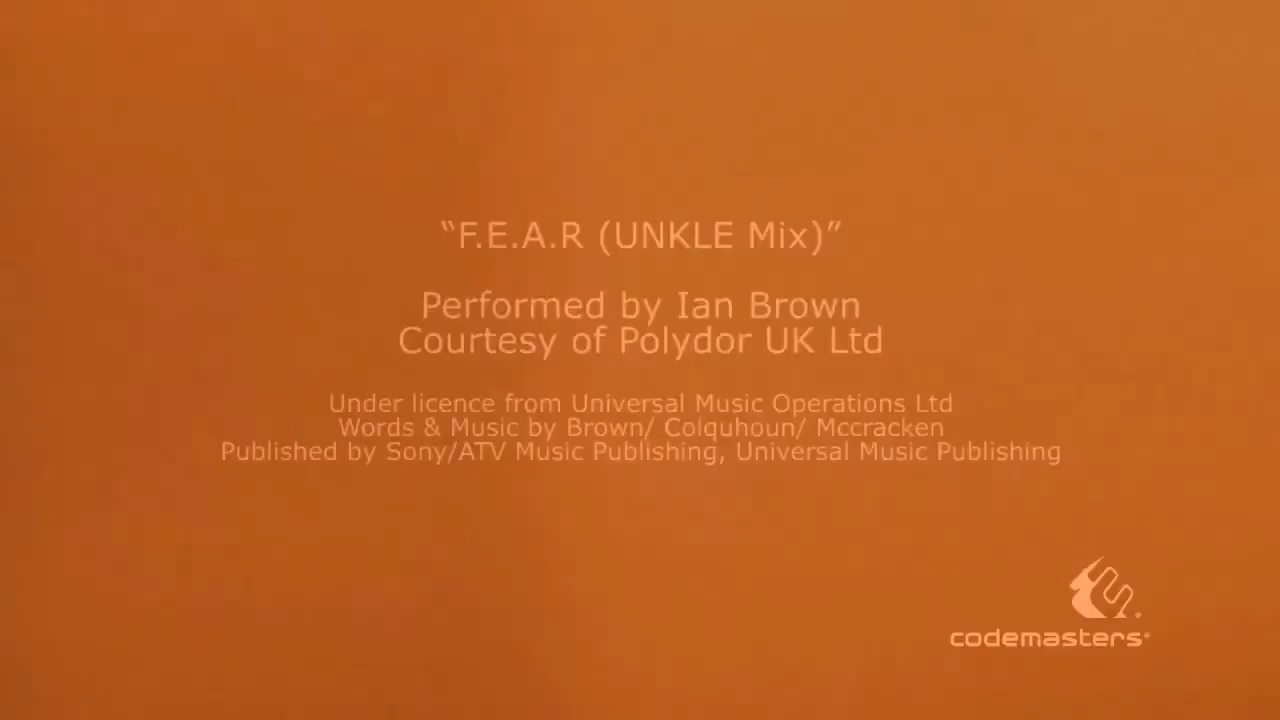 “F.E.A.R (UNKLE Mix)”
Performed by Ian Brown
Courtesy of Polydor UK Ltd
Under licence from Universal Music Operations Ltd
Words & Music by Brown/ Colquhoun/ Mccracken
Published by Sony/ATV Music Publishing, Universal Music Publishing
codemasters®